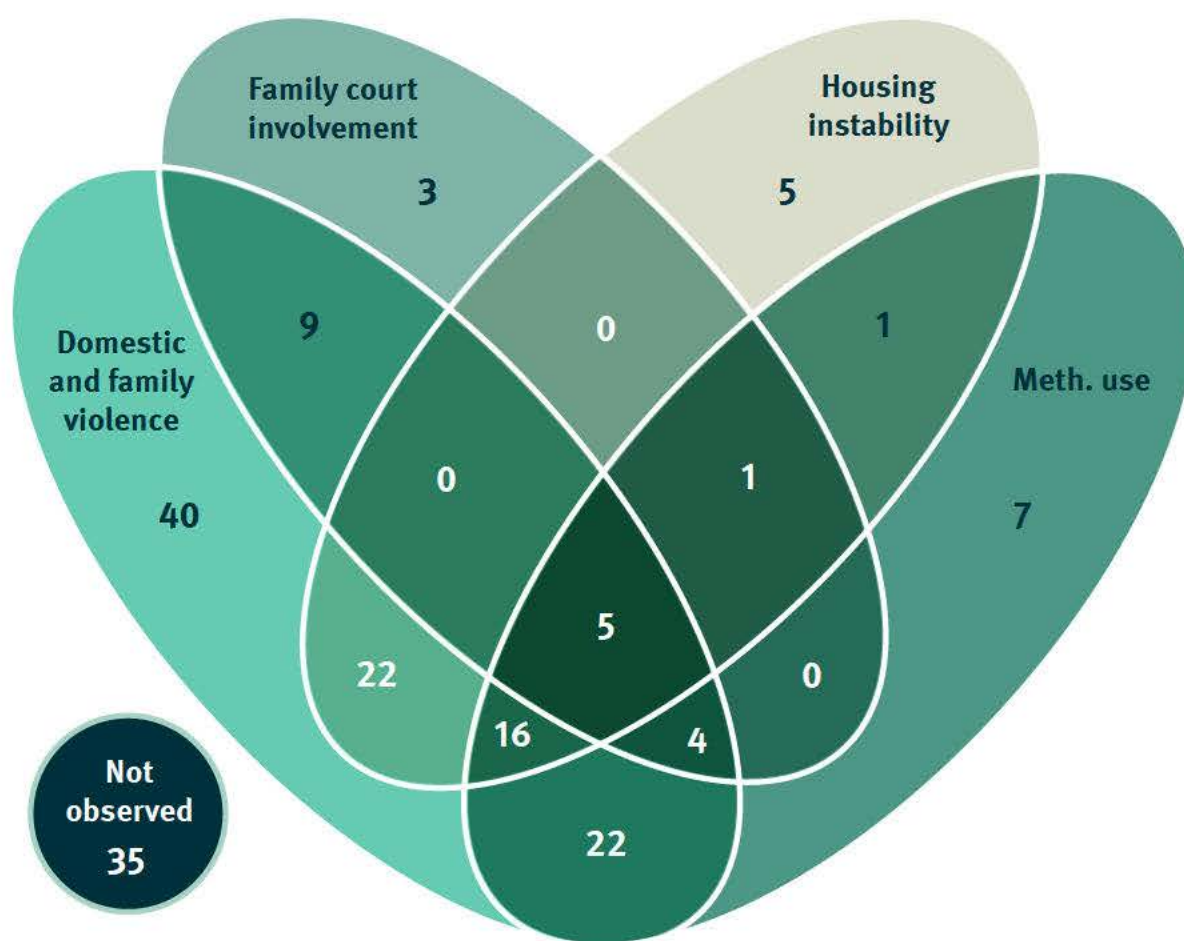 Family court
involvement
3
Housing
instability
5
9
0
1
Domestic
and family
violence
40
Meth. use
7
0
1
5
22
0
16
4
22
Not
observed
35